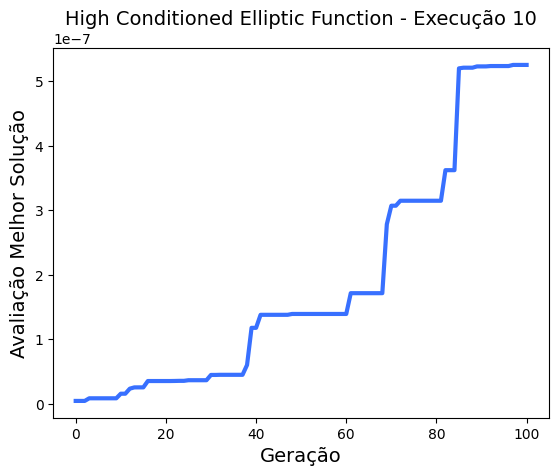 High Conditioned Elliptic Function - Execução 10
1e−7
5
4
3
2
1
0
Avaliação Melhor Solução
0 20 40 60 80 100
Geração